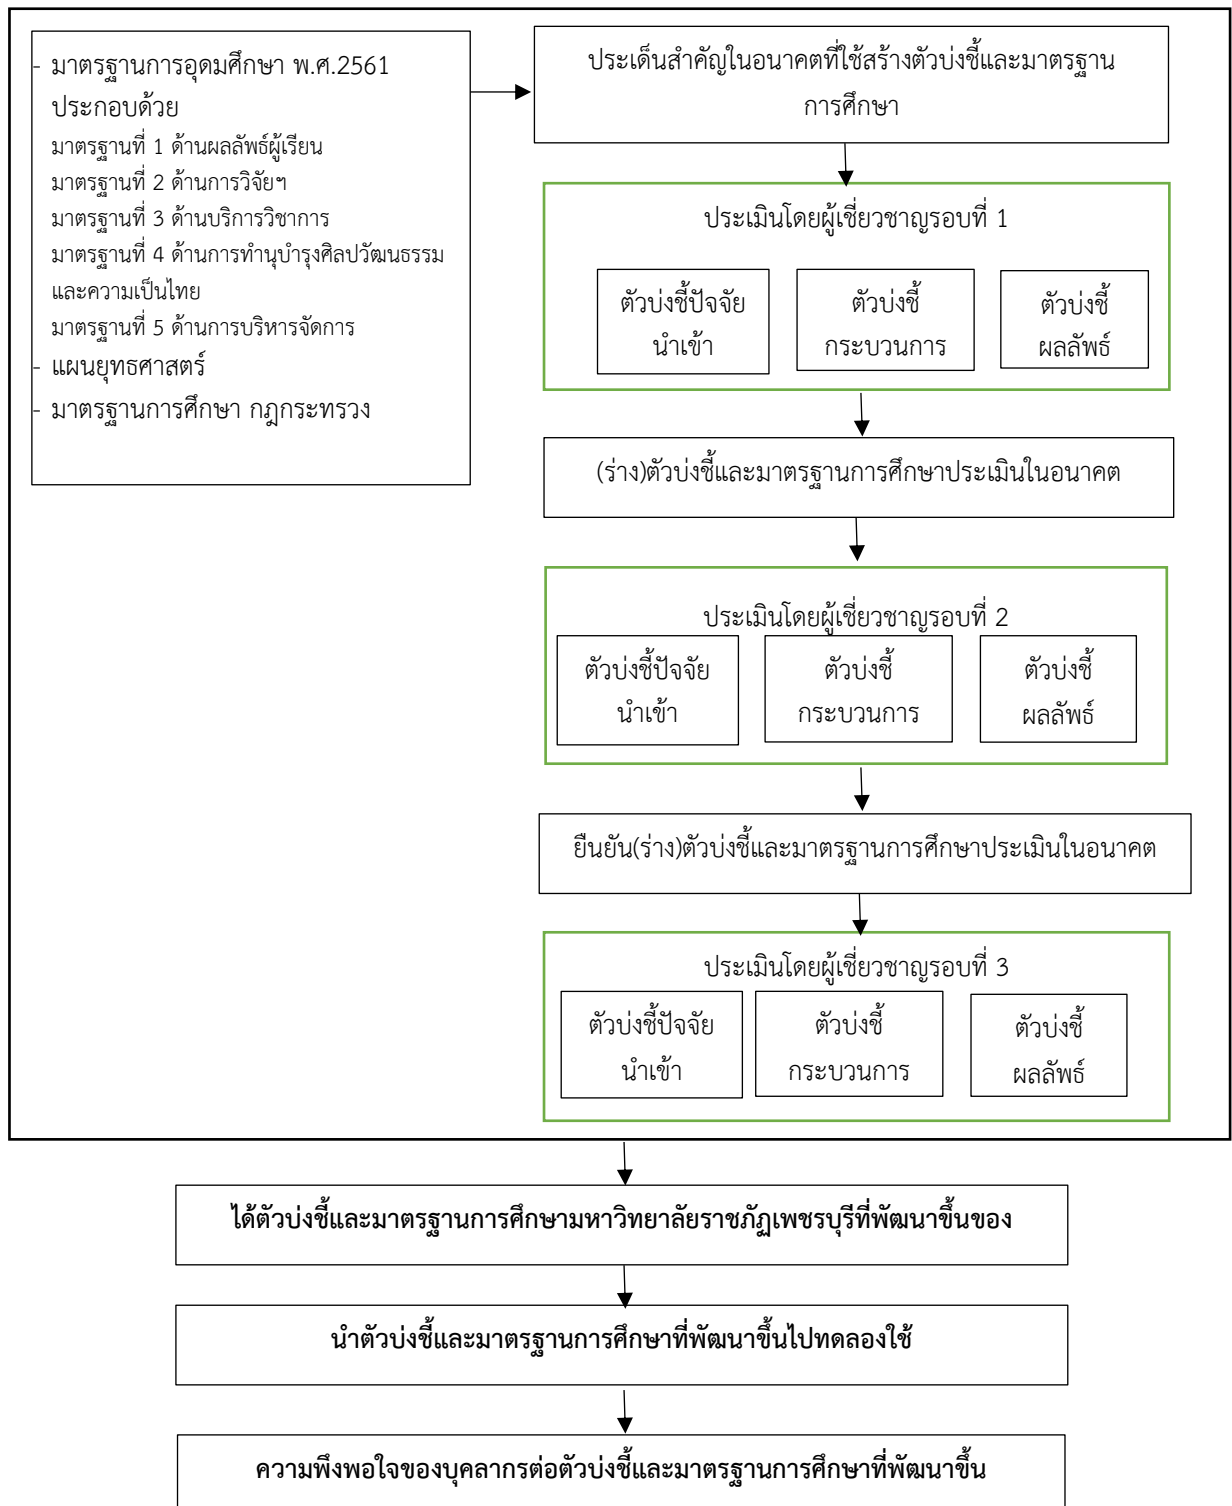 - มาตรฐานการอุดมศึกษา พ.ศ.2561
ประกอบด้วย
มาตรฐานที่ 1 ด้านผลลัพธ์ผู้เรียน
มาตรฐานที่ 2 ด้านการวิจัยฯ
มาตรฐานที่ 3 ด้านบริการวิชาการ
มาตรฐานที่ 4 ด้านการทำนุบำรุงศิลปวัฒนธรรม
และความเป็นไทย
มาตรฐานที่ 5 ด้านการบริหารจัดการ
- แผนยุทธศาสตร์
- มาตรฐานการศึกษา กฎกระทรวง
ประเด็นสำคัญในอนาคตที่ใช้สร้างตัวบ่งชี้และมาตรฐาน
การศึกษา
ประเมินโดยผู้เชี่ยวชาญรอบที่ 1
ตัวบ่งชี้ปัจจัย
นำเข้า
ตัวบ่งชี้
กระบวนการ
ตัวบ่งชี้
ผลลัพธ์
(ร่าง)ตัวบ่งชี้และมาตรฐานการศึกษาประเมินในอนาคต
ประเมินโดยผู้เชี่ยวชาญรอบที่ 2
ตัวบ่งชี้ปัจจัย
นำเข้า
ตัวบ่งชี้
กระบวนการ
ตัวบ่งชี้
ผลลัพธ์
ยืนยัน(ร่าง)ตัวบ่งชี้และมาตรฐานการศึกษาประเมินในอนาคต
ประเมินโดยผู้เชี่ยวชาญรอบที่ 3
ตัวบ่งชี้ปัจจัย
นำเข้า
ตัวบ่งชี้
กระบวนการ
ตัวบ่งชี้
ผลลัพธ์
ได้ตัวบ่งชี้และมาตรฐานการศึกษามหาวิทยาลัยราชภัฏเพชรบุรีที่พัฒนาขึ้นของ
นำตัวบ่งชี้และมาตรฐานการศึกษาที่พัฒนาขึ้นไปทดลองใช้
ความพึงพอใจของบุคลากรต่อตัวบ่งชี้และมาตรฐานการศึกษาที่พัฒนาขึ้น